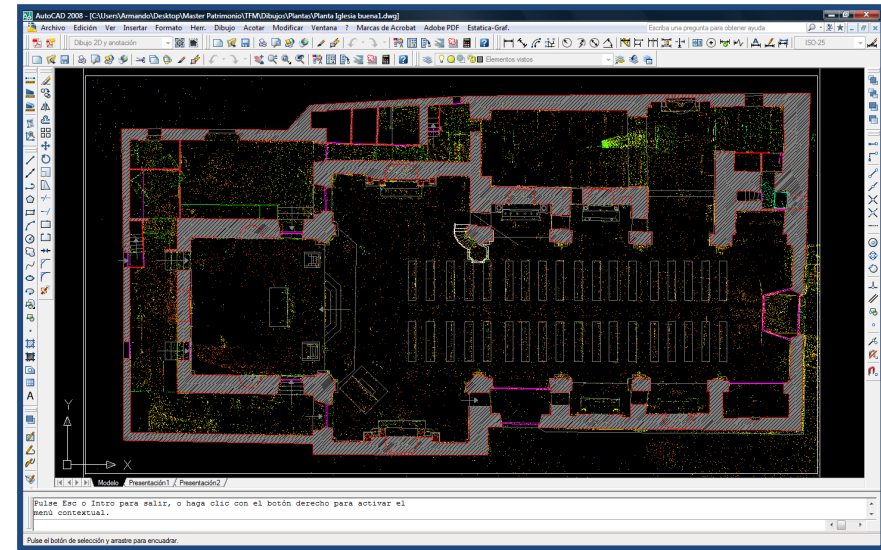 AutoCAD 2008 - [C:\Users\Armando\Desktop\Master Patrimonio\TFM\Dibujos\Plantas\Planta Iglesia buena1.dwg]
Archivo Edición Ver Insertar Formato Herr. Dibujo Acotar Modificar Ventana ? Marcas de Acrobat Adobe PDF Estatica-Graf.
Escriba una pregunta para obtener ayuda
Dibujo 2D y anotación
ISO-25
Elementos vistos
Y
X
Modelo Presentación1 Presentación2
Pulse Esc o Intro para salir, o haga clic con el botón derecho para activar el
menú contextual.
Pulse el botón de selección y arrastre para encuadrar.